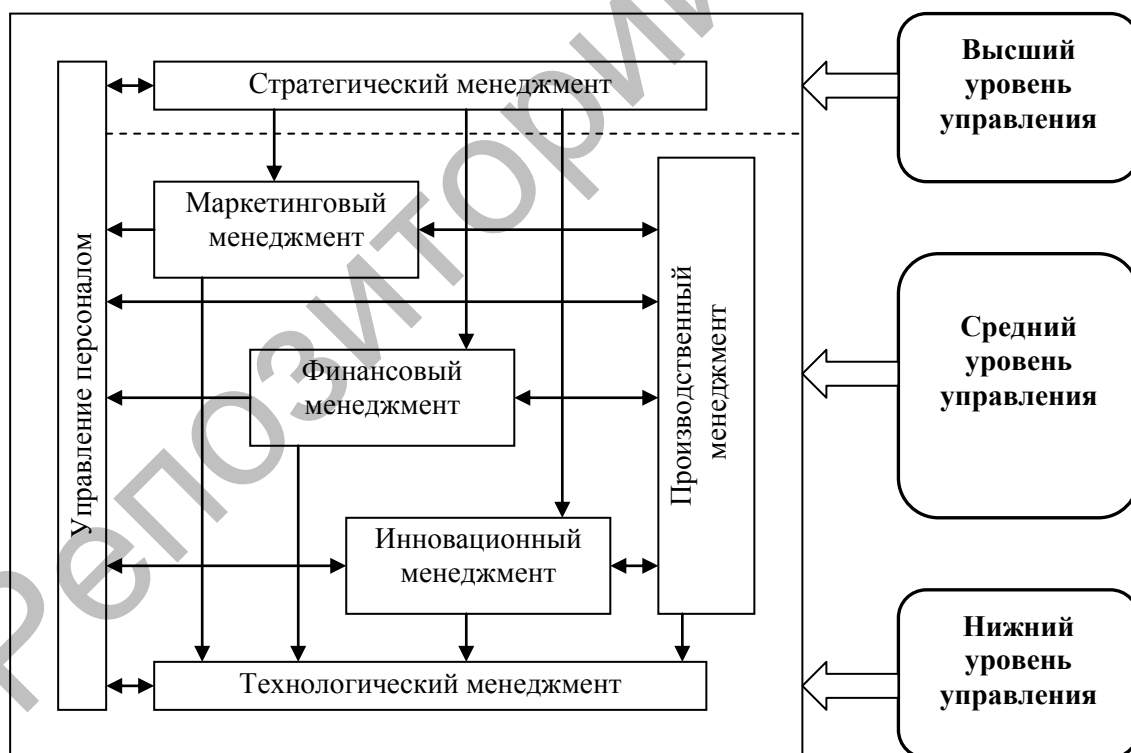 Стратегический менеджмент
Высший
уровень
управления
Управление персоналом
Маркетинговый
менеджмент
Производственный
менеджмент
Финансовый
менеджмент
Средний
уровень
управления
Инновационный
менеджмент
Технологический менеджмент
Нижний
уровень
управления